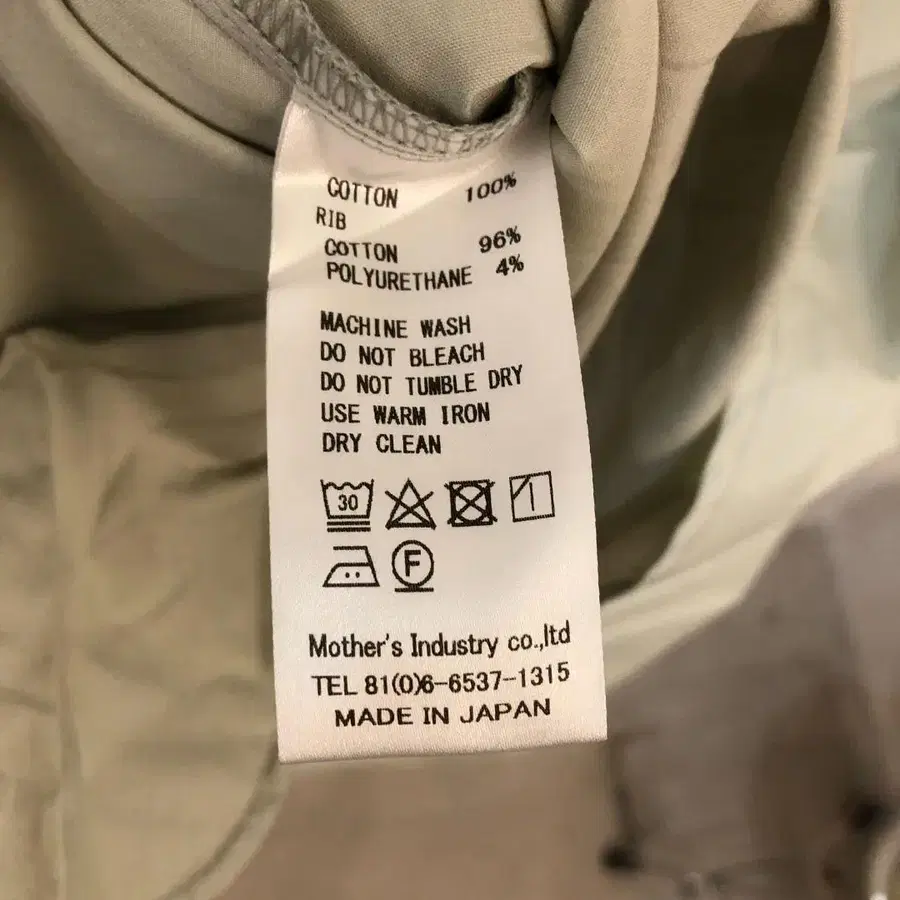 COTTON 100%
RIB
COTTON 96%
POLYURETHANE 4%
MACHINE WASH
DO NOT BLEACH
DO NOT TUMBLE DRY
USE WARM IRON
DRY CLEAN
30
F
Mother's Industry co.,ltd
TEL 81(0)6-6537-1315
MADE IN JAPAN